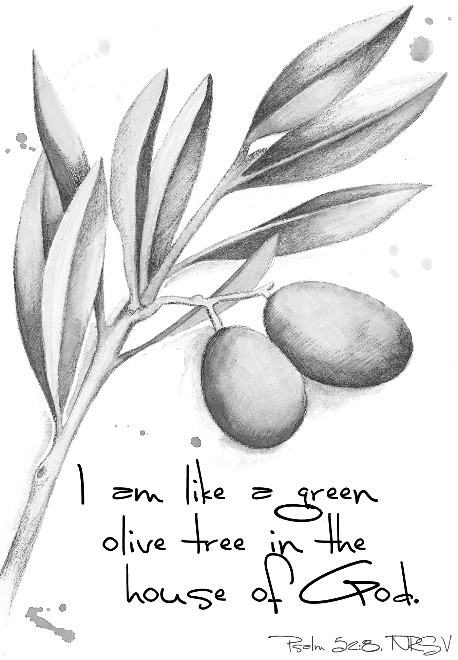 I am like a green
olive tree in the
house of God.
Psalm 52:8, NRSV